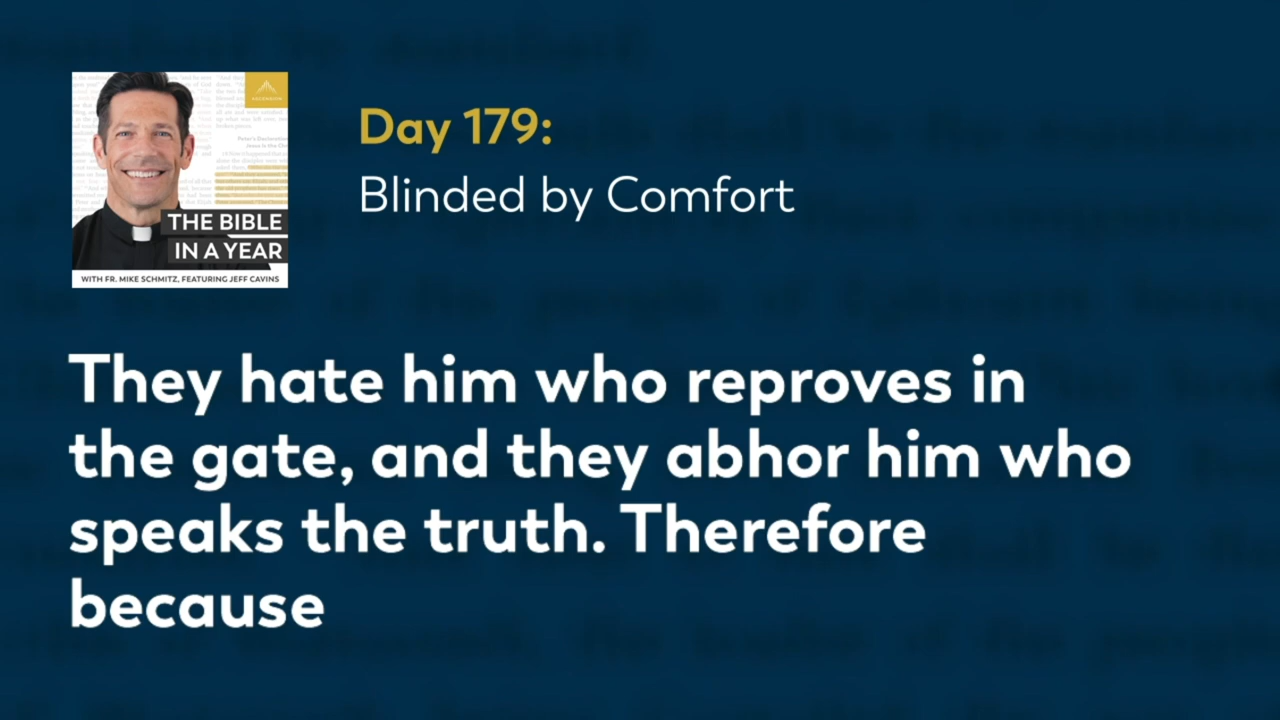 ASCENSION
THE BIBLE
IN A YEAR
WITH FR. MIKE SCHMITZ, FEATURING JEFF CAVINS
Day 179:
Blinded by Comfort
They hate him who reproves in
the gate, and they abhor him who
speaks the truth. Therefore
because